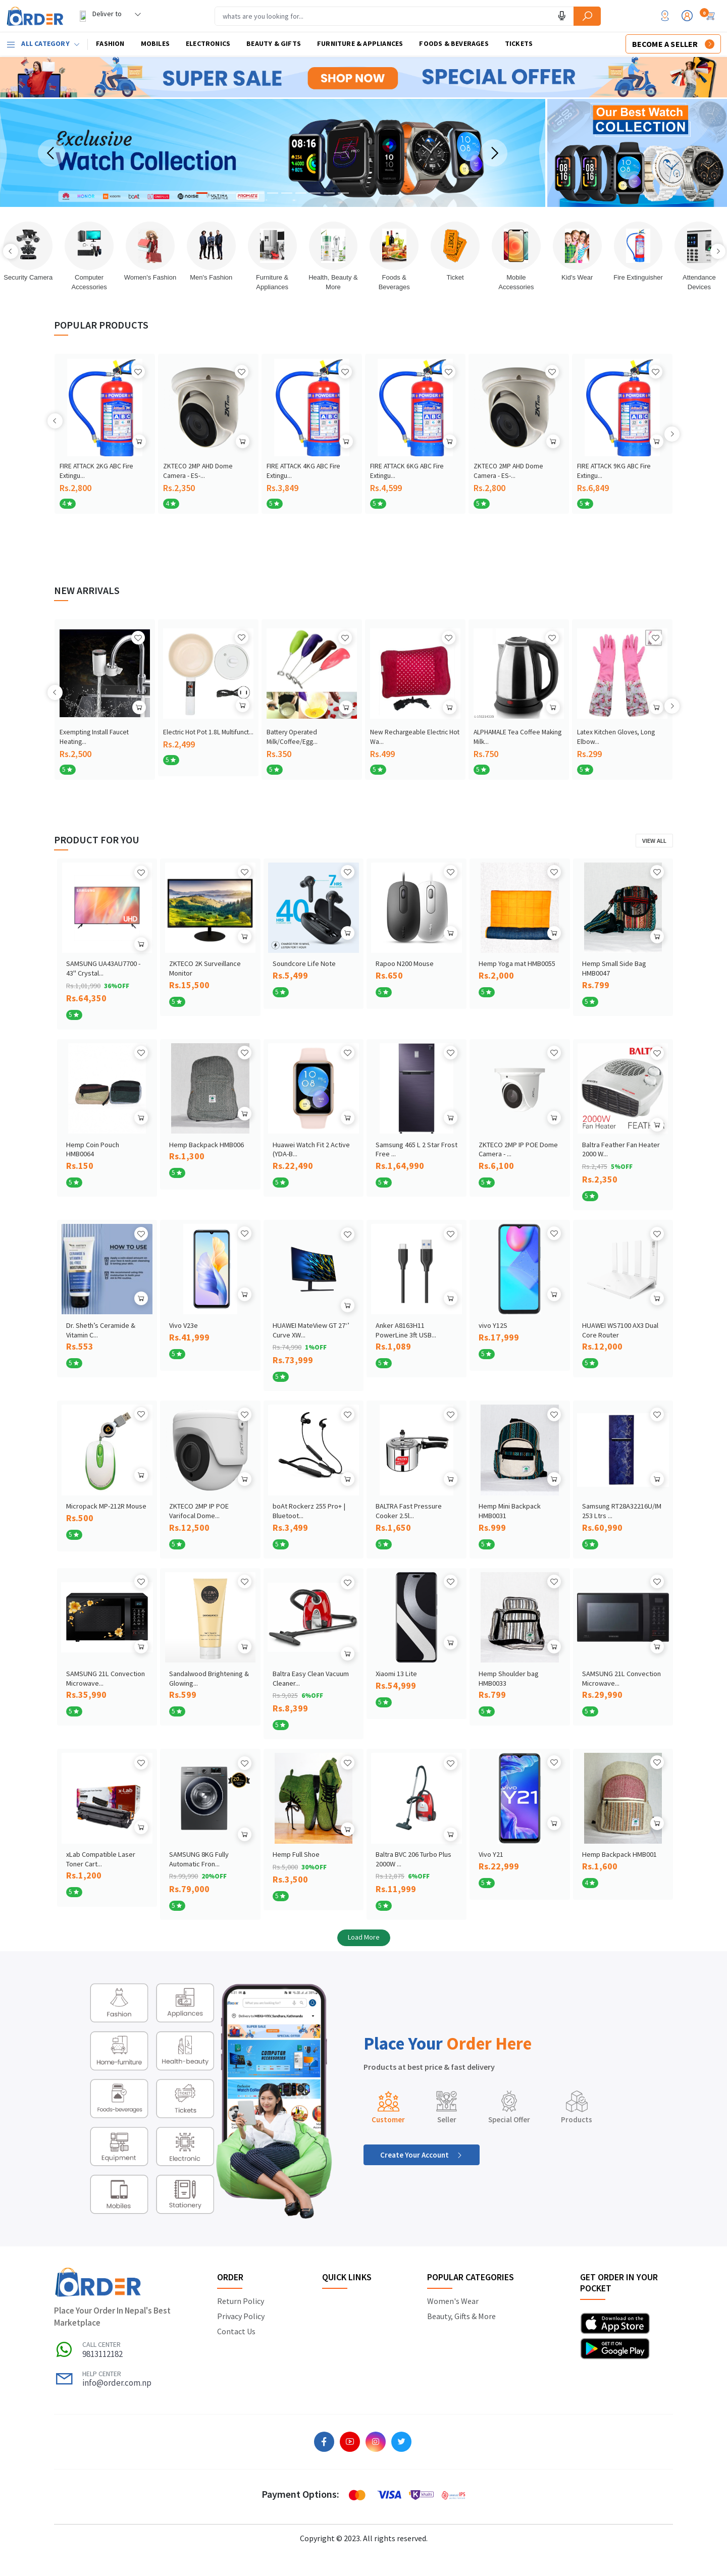 ORDER
Deliver to
whats are you looking for...
0
ALL CATEGORY
FASHION
MOBILES
ELECTRONICS
BEAUTY & GIFTS
FURNITURE & APPLIANCES
FOODS & BEVERAGES
TICKETS
BECOME A SELLER
SUPER SALE
SHOP NOW
SPECIAL OFFER
Exclusive
Watch Collection
Our Best Watch
COLLECTION
Security Camera
Computer Accessories
Women's Fashion
Men's Fashion
Furniture & Appliances
Health, Beauty & More
Foods & Beverages
Ticket
Mobile Accessories
Kid's Wear
Fire Extinguisher
Attendance Devices
POPULAR PRODUCTS
FIRE ATTACK 2KG ABC Fire Extingu...
Rs.2,800
4
ZKTECO 2MP AHD Dome Camera - ES-...
Rs.2,350
4
FIRE ATTACK 4KG ABC Fire Extingu...
Rs.3,849
5
FIRE ATTACK 6KG ABC Fire Extingu...
Rs.4,599
5
ZKTECO 2MP AHD Dome Camera - ES-...
Rs.2,800
5
FIRE ATTACK 9KG ABC Fire Extingu...
Rs.6,849
5
NEW ARRIVALS
Exempting Install Faucet Heating...
Rs.2,500
5
Electric Hot Pot 1.8L Multifunct...
Rs.2,499
5
Battery Operated Milk/Coffee/Egg...
Rs.350
5
New Rechargeable Electric Hot Wa...
Rs.499
5
ALPHAMALE Tea Coffee Making Milk...
Rs.750
5
Latex Kitchen Gloves, Long Elbow...
Rs.299
5
PRODUCT FOR YOU
VIEW ALL
SAMSUNG UA43AU7700 - 43" Crystal...
Rs.1,01,990 36%OFF
Rs.64,350
5
ZKTECO 2K Surveillance Monitor
Rs.15,500
5
Soundcore Life Note
Rs.5,499
5
Rapoo N200 Mouse
Rs.650
5
Hemp Yoga mat HMB0055
Rs.2,000
5
Hemp Small Side Bag HMB0047
Rs.799
5
Hemp Coin Pouch HMB0064
Rs.150
5
Hemp Backpack HMB006
Rs.1,300
5
Huawei Watch Fit 2 Active (YDA-B...
Rs.22,490
5
Samsung 465 L 2 Star Frost Free ...
Rs.1,64,990
5
ZKTECO 2MP IP POE Dome Camera - ...
Rs.6,100
5
2000W
Fan Heater
Baltra Feather Fan Heater 2000 W...
Rs.2,475 5%OFF
Rs.2,350
5
HOW TO USE
Dr. Sheth's Ceramide & Vitamin C...
Rs.553
5
Vivo V23e
Rs.41,999
5
HUAWEI MateView GT 27'' Curve XW...
Rs.74,990 1%OFF
Rs.73,999
5
Anker A8163H11 PowerLine 3ft USB...
Rs.1,089
5
vivo Y12S
Rs.17,999
5
HUAWEI WS7100 AX3 Dual Core Router
Rs.12,000
5
Micropack MP-212R Mouse
Rs.500
5
ZKTECO 2MP IP POE Varifocal Dome...
Rs.12,500
5
boAt Rockerz 255 Pro+ | Bluetoot...
Rs.3,499
5
BALTRA Fast Pressure Cooker 2.5l...
Rs.1,650
5
Hemp Mini Backpack HMB0031
Rs.999
5
Samsung RT28A32216U/IM 253 Ltrs ...
Rs.60,990
5
SAMSUNG 21L Convection Microwave...
Rs.35,990
5
Sandalwood Brightening & Glowing...
Rs.599
5
Baltra Easy Clean Vacuum Cleaner...
Rs.9,025 6%OFF
Rs.8,399
5
Xiaomi 13 Lite
Rs.54,999
5
Hemp Shoulder bag HMB0033
Rs.799
5
SAMSUNG 21L Convection Microwave...
Rs.29,990
5
xLab Compatible Laser Toner Cart...
Rs.1,200
5
SAMSUNG 8KG Fully Automatic Fron...
Rs.99,990 20%OFF
Rs.79,000
5
Hemp Full Shoe
Rs.5,000 30%OFF
Rs.3,500
5
Baltra BVC 206 Turbo Plus 2000W ...
Rs.12,875 6%OFF
Rs.11,999
5
VIVO
Y21
Vivo Y21
Rs.22,999
5
Hemp Backpack HMB001
Rs.1,600
4
Load More
Fashion
Appliances
Home-furniture
Health-beauty
Foods-beverages
Tickets
Equipment
Electronic
Mobiles
Stationery
Place Your Order Here
Products at best price & fast delivery
Customer
Seller
Special Offer
Products
Create Your Account
ORDER
Place Your Order In Nepal's Best Marketplace
CALL CENTER
9813112182
HELP CENTER
info@order.com.np
ORDER
Return Policy
Privacy Policy
Contact Us
QUICK LINKS
POPULAR CATEGORIES
Women's Wear
Beauty, Gifts & More
GET ORDER IN YOUR POCKET
Download on the
App Store
GET IT ON
Google Play
Payment Options:
VISA
Copyright © 2023. All rights reserved.